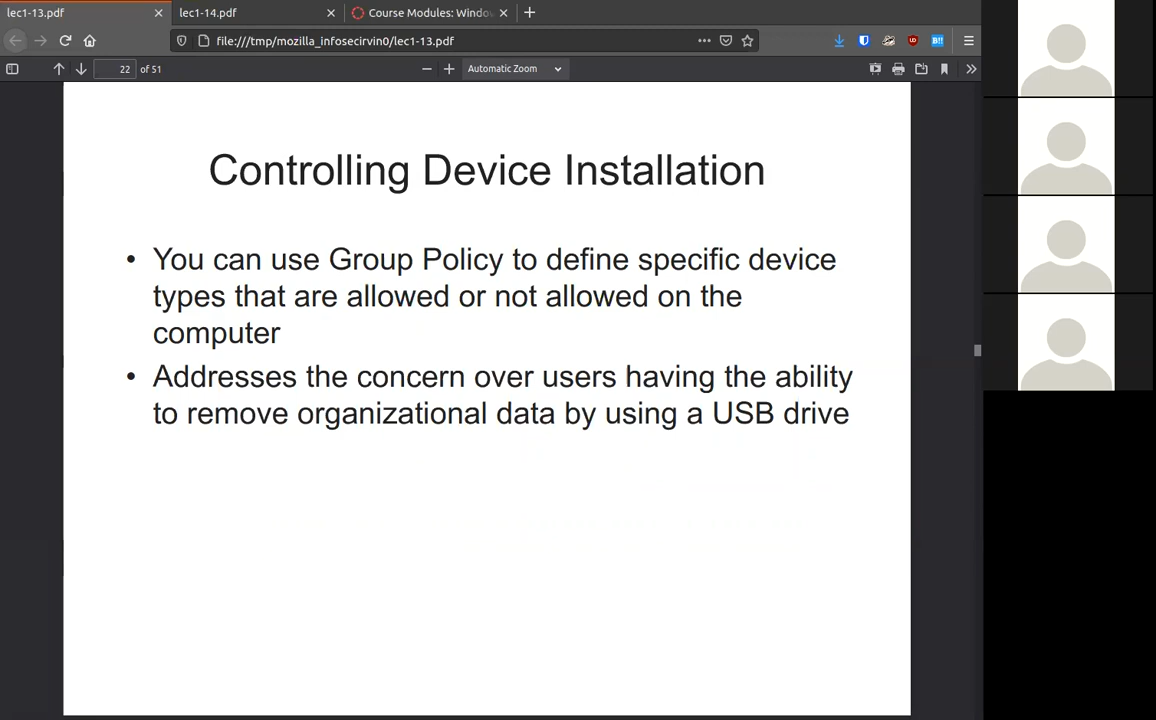 lec1-13.pdf
lec1-14.pdf
Course Modules: Windo
file:///tmp/mozilla_infosecirvin0/lec1-13.pdf
22 of 51
Automatic Zoom
Controlling Device Installation
• You can use Group Policy to define specific device
types that are allowed or not allowed on the
computer
• Addresses the concern over users having the ability
to remove organizational data by using a USB drive